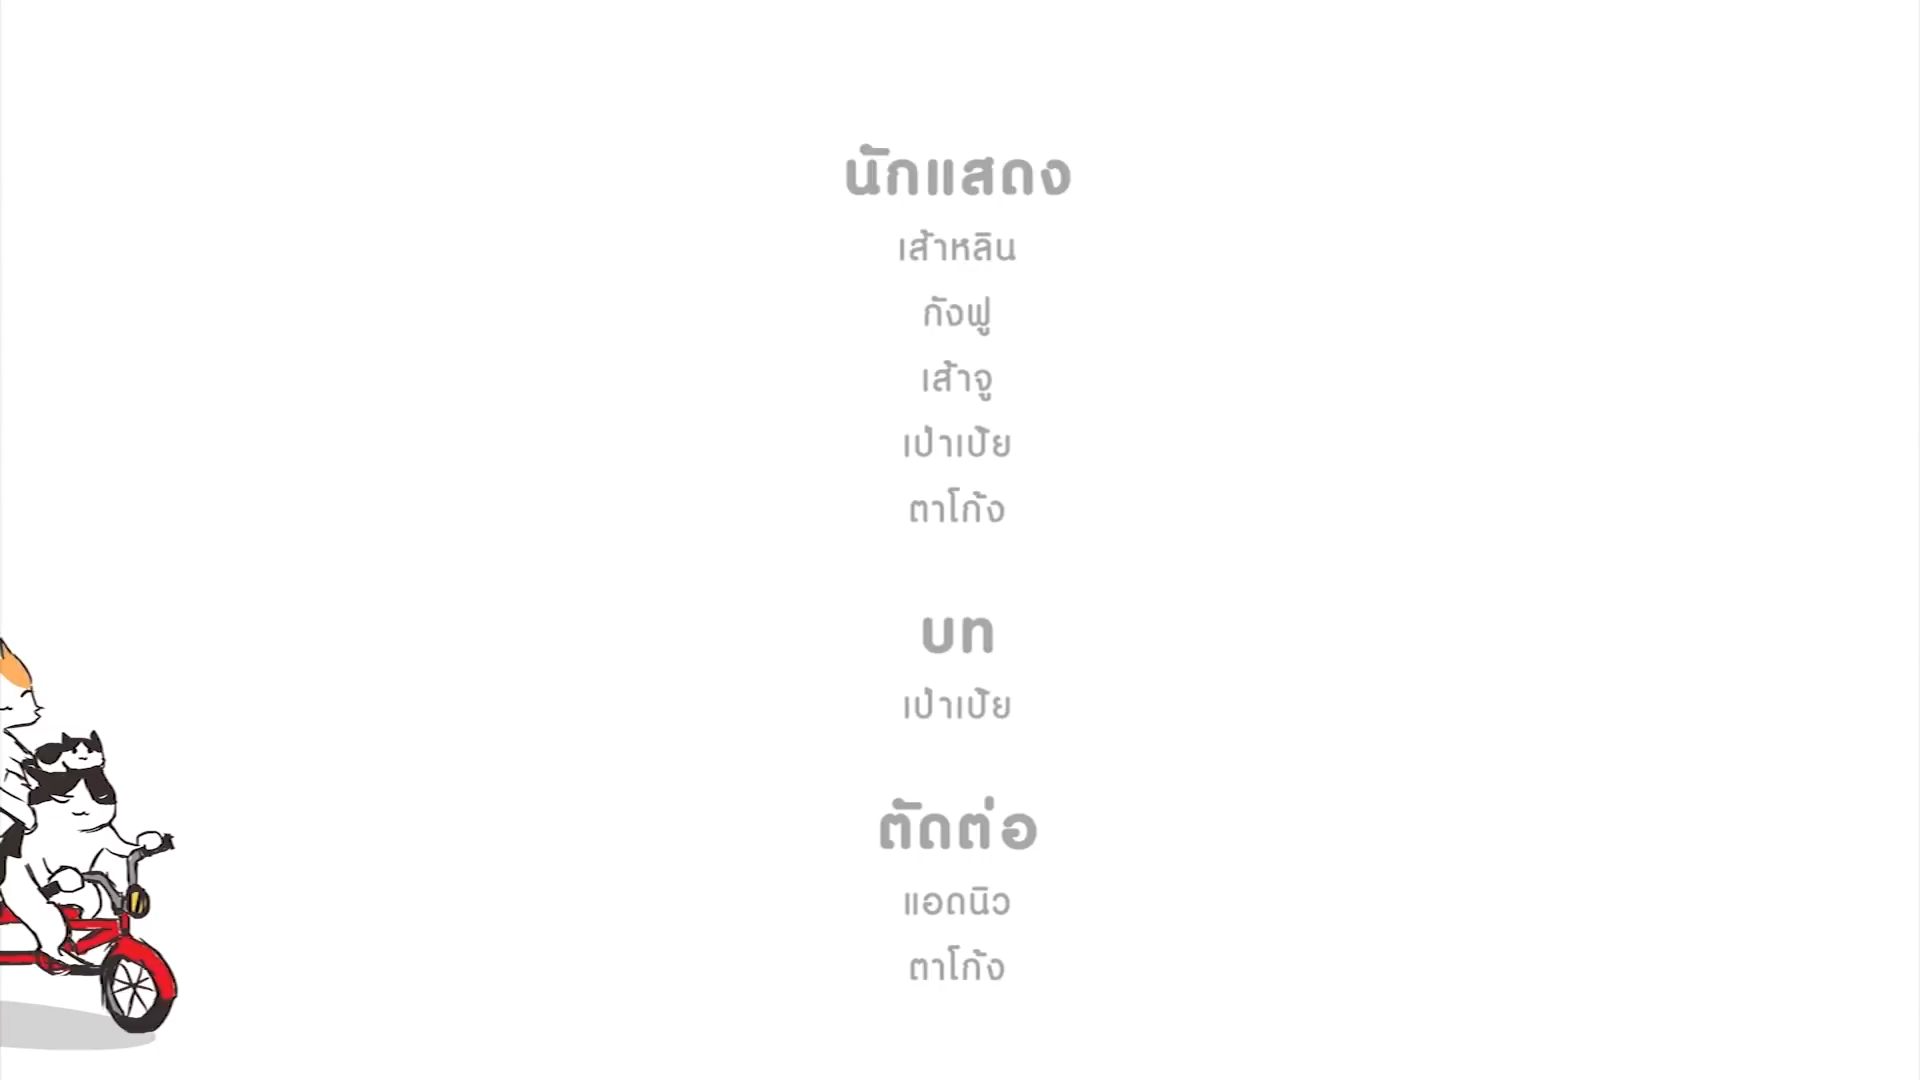 นักแสดง
เส้าหลิน
กังฟู
เส้าจู
เป่าเป้ย
ตาโก้ง
บท
เป่าเป้ย
ตัดต่อ
แอดนิว
ตาโก้ง